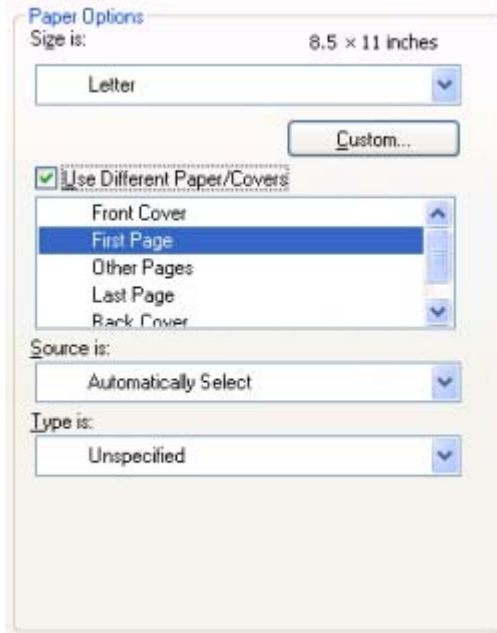 Paper Options
Size is: 8.5 × 11 inches
Letter
Custom...
Use Different Paper/Covers
Front Cover
First Page
Other Pages
Last Page
Back Cover
Source is:
Automatically Select
Type is:
Unspecified